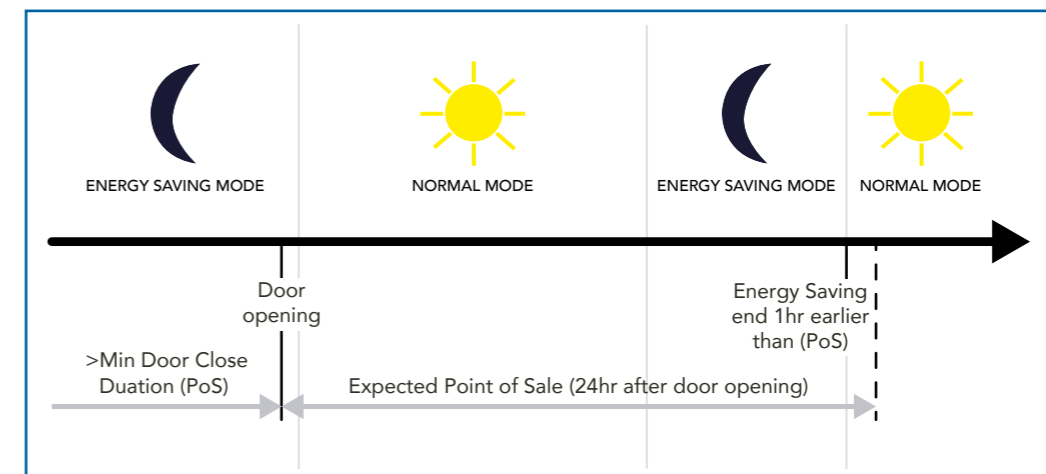 ENERGY SAVING MODE
NORMAL MODE
ENERGY SAVING MODE
NORMAL MODE
Door
opening
Energy Saving
end 1hr earlier
than (PoS)
>Min Door Close
Duation (PoS)
Expected Point of Sale (24hr after door opening)